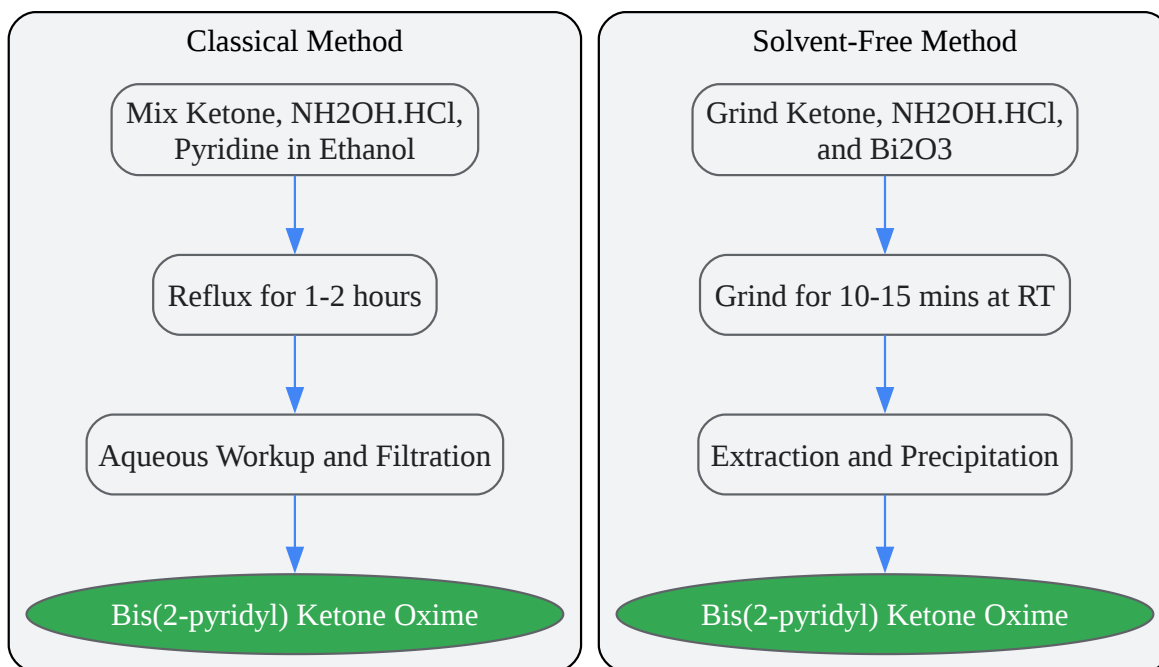 Classical Method
Mix Ketone, NH2OH.HCl,
Pyridine in Ethanol
Reflux for 1-2 hours
Aqueous Workup and Filtration
Bis(2-pyridyl) Ketone Oxime
Solvent-Free Method
Grind Ketone, NH2OH.HCl,
and Bi2O3
Grind for 10-15 mins at RT
Extraction and Precipitation
Bis(2-pyridyl) Ketone Oxime